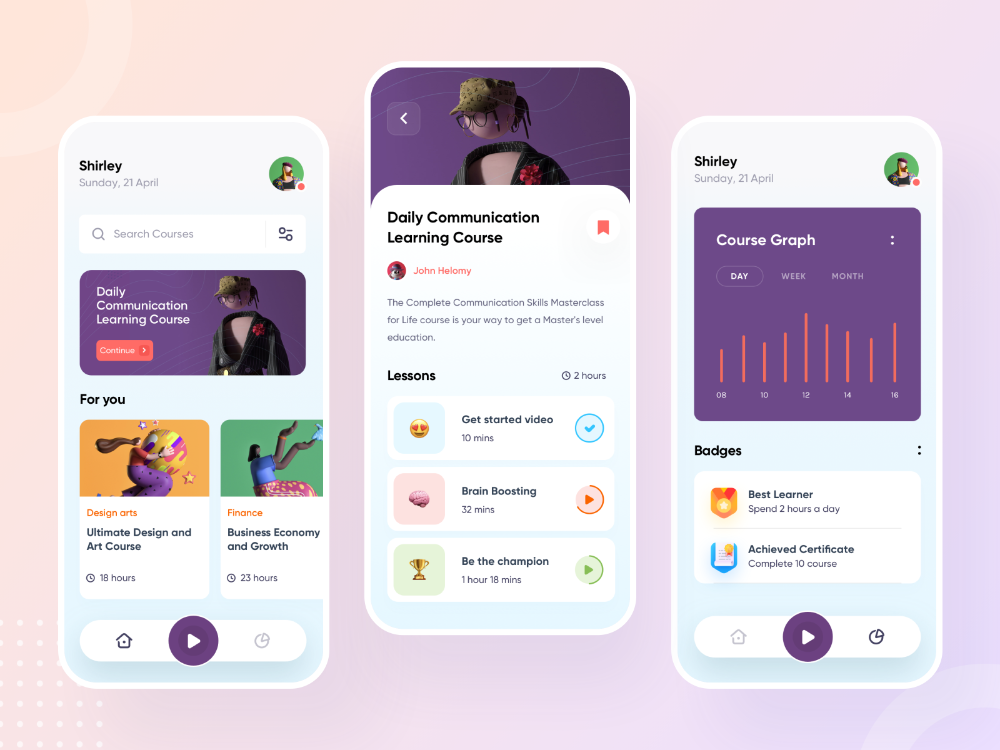 Shirley
Sunday, 21 April
Search Courses
Daily
Communication
Learning Course
Continue
For you
Design arts
Ultimate Design and
Art Course
18 hours
Finance
Business Economy
and Growth
23 hours
Daily Communication
Learning Course
John Helomy
The Complete Communication Skills Masterclass
for Life course is your way to get a Master's level
education.
Lessons
2 hours
Get started video
10 mins
Brain Boosting
32 mins
Be the champion
1 hour 18 mins
Shirley
Sunday, 21 April
Course Graph
DAY WEEK MONTH
08 10 12 14 16
Badges
Best Learner
Spend 2 hours a day
Achieved Certificate
Complete 10 course